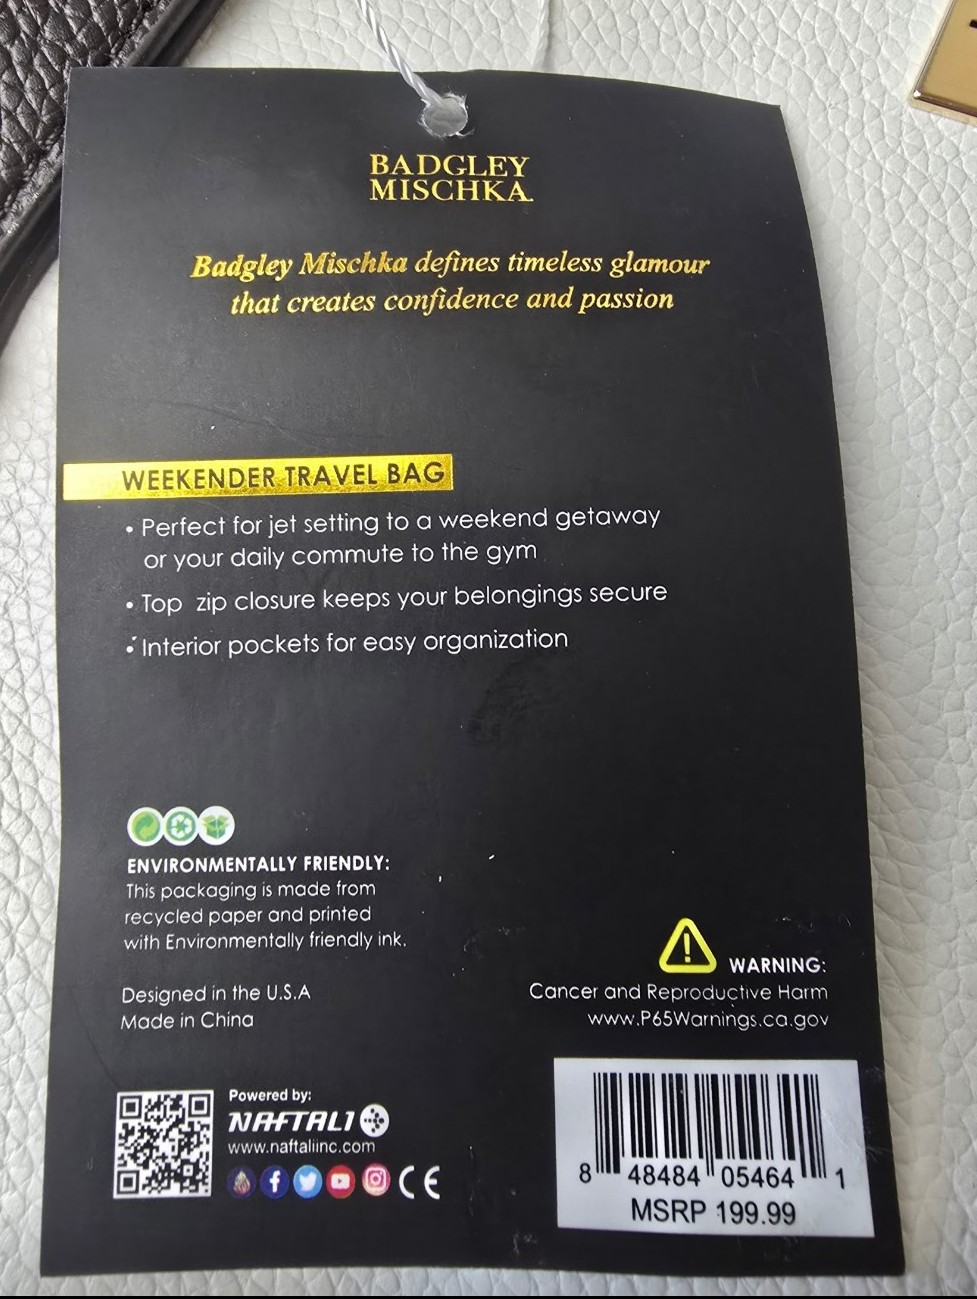 BADGLEY
MISCHKA
Badgley Mischka defines timeless glamour
that creates confidence and passion
WEEKENDER TRAVEL BAG
• Perfect for jet setting to a weekend getaway
or your daily commute to the gym
• Top zip closure keeps your belongings secure
• Interior pockets for easy organization
ENVIRONMENTALLY FRIENDLY:
This packaging is made from
recycled paper and printed
with Environmentally friendly ink.
Designed in the U.S.A
Made in China
WARNING:
Cancer and Reproductive Harm
www.P65Warnings.ca.gov
Powered by:
NAFTALI
www.naftaliinc.com
CE
8 48484 05464 1
MSRP 199.99